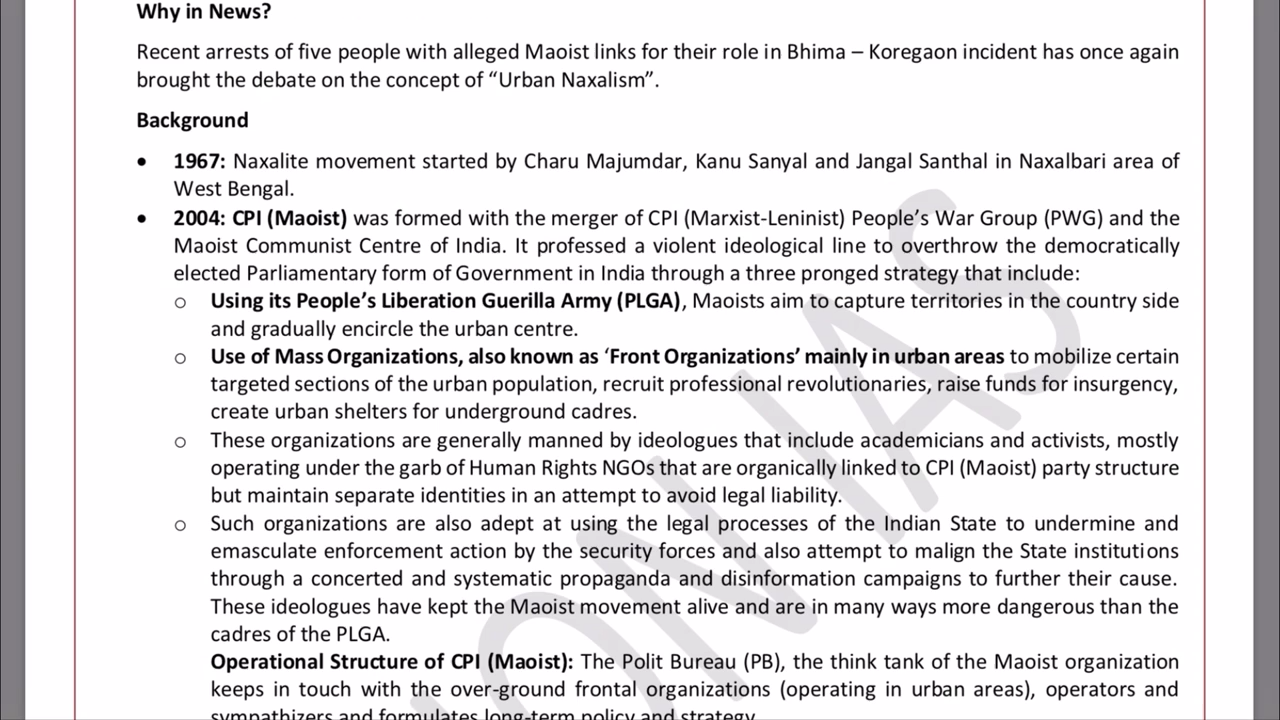 Why in News?
Recent arrests of five people with alleged Maoist links for their role in Bhima – Koregaon incident has once again
brought the debate on the concept of “Urban Naxalism”.
Background
• 1967: Naxalite movement started by Charu Majumdar, Kanu Sanyal and Jangal Santhal in Naxalbari area of
West Bengal.
• 2004: CPI (Maoist) was formed with the merger of CPI (Marxist-Leninist) People’s War Group (PWG) and the
Maoist Communist Centre of India. It professed a violent ideological line to overthrow the democratically
elected Parliamentary form of Government in India through a three pronged strategy that include:
o Using its People’s Liberation Guerilla Army (PLGA), Maoists aim to capture territories in the country side
and gradually encircle the urban centre.
o Use of Mass Organizations, also known as ‘Front Organizations’ mainly in urban areas to mobilize certain
targeted sections of the urban population, recruit professional revolutionaries, raise funds for insurgency,
create urban shelters for underground cadres.
o These organizations are generally manned by ideologues that include academicians and activists, mostly
operating under the garb of Human Rights NGOs that are organically linked to CPI (Maoist) party structure
but maintain separate identities in an attempt to avoid legal liability.
o Such organizations are also adept at using the legal processes of the Indian State to undermine and
emasculate enforcement action by the security forces and also attempt to malign the State institutions
through a concerted and systematic propaganda and disinformation campaigns to further their cause.
These ideologues have kept the Maoist movement alive and are in many ways more dangerous than the
cadres of the PLGA.
Operational Structure of CPI (Maoist): The Polit Bureau (PB), the think tank of the Maoist organization
keeps in touch with the over-ground frontal organizations (operating in urban areas), operators and
sympathizers and formulates long-term policy and strategy.
ON IAS